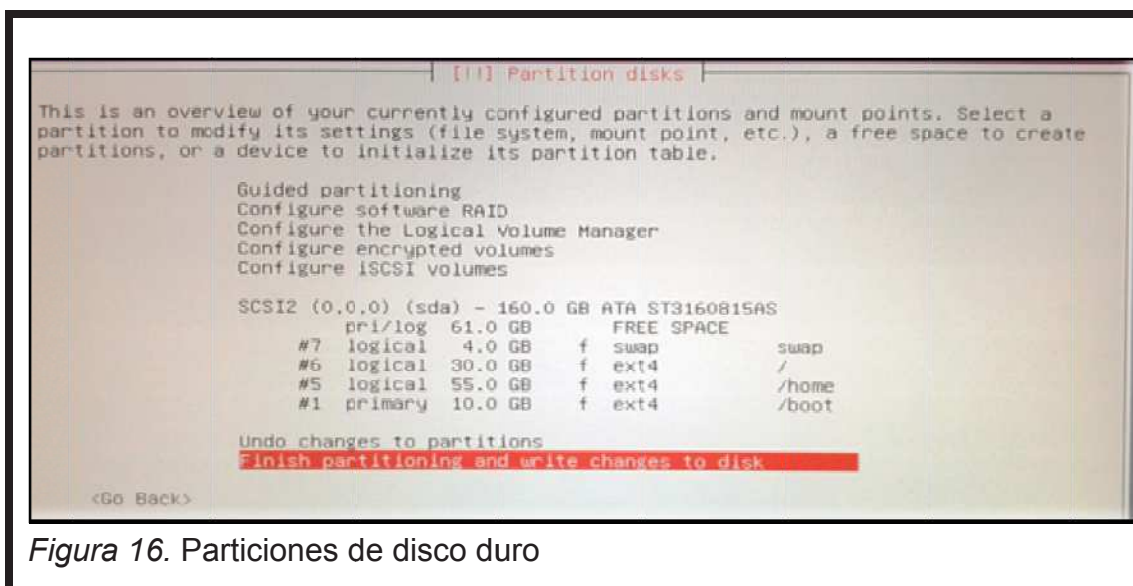 [!!] Partition disks
This is an overview of your currently configured partitions and mount points. Select a
partition to modify its settings (file system, mount point, etc.), a free space to create
partitions, or a device to initialize its partition table.
Guided partitioning
Configure software RAID
Configure the Logical Volume Manager
Configure encrypted volumes
Configure iSCSI volumes
SCSI2 (0,0,0) (sda) - 160.0 GB ATA ST3160815AS
pri/log 61.0 GB FREE SPACE
#7 logical 4.0 GB f swap swap
#6 logical 30.0 GB f ext4 /
#5 logical 55.0 GB f ext4 /home
#1 primary 10.0 GB f ext4 /boot
Undo changes to partitions
Finish partitioning and write changes to disk
<Go Back>
Figura 16. Particiones de disco duro